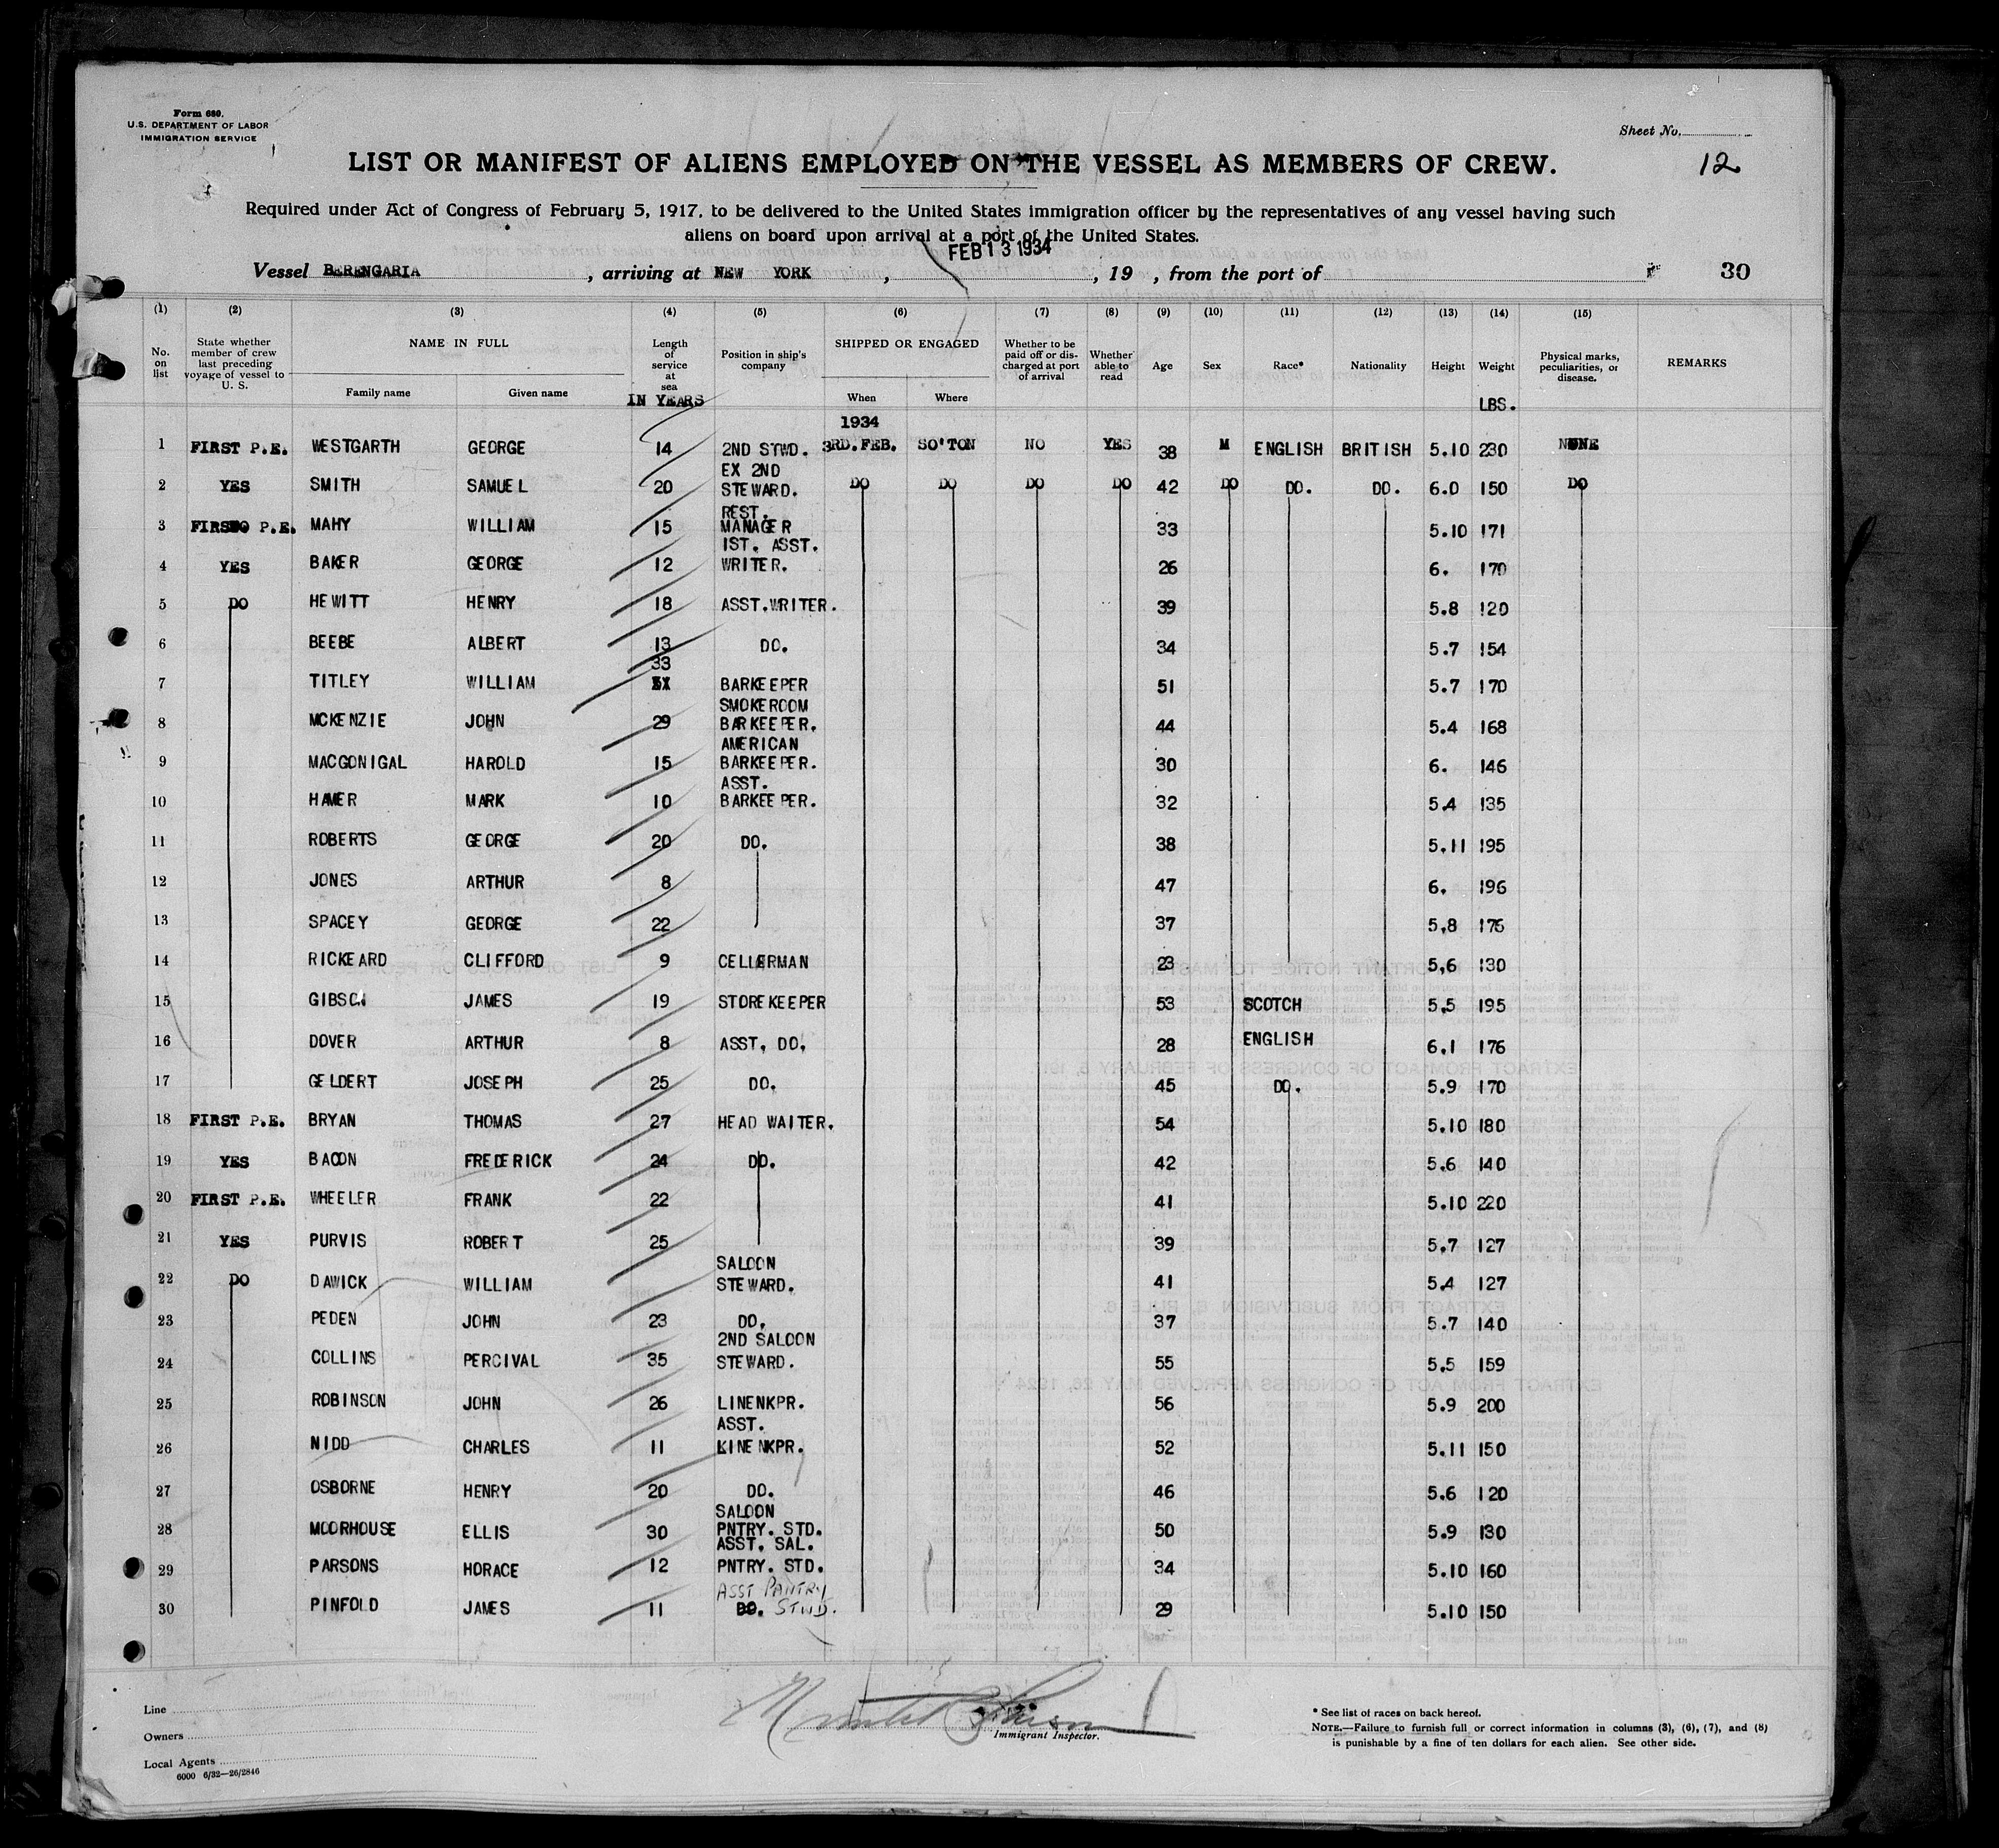 Form 680.
U.S. DEPARTMENT OF LABOR
IMMIGRATION SERVICE
Sheet No.
12
LIST OR MANIFEST OF ALIENS EMPLOYED ON THE VESSEL AS MEMBERS OF CREW.
Required under Act of Congress of February 5, 1917, to be delivered to the United States immigration officer by the representatives of any vessel having such
aliens on board upon arrival at a port of the United States.
FEB 13 1934
Vessel BERENGARIA, arriving at NEW YORK, , 19 , from the port of 30
(1) (2) (3) (4) (5) (6) (7) (8) (9) (10) (11) (12) (13) (14) (15)
No. on list State whether member of crew last preceding voyage of vessel to U. S. NAME IN FULL Family name Given name Length of service at sea IN YEARS Position in ship's company SHIPPED OR ENGAGED When Where Whether to be paid off or discharged at port of arrival Whether able to read Age Sex Race* Nationality Height Weight LBS. Physical marks, peculiarities, or disease. REMARKS
1934
1 FIRST P.E. WESTGARTH GEORGE 14 2ND STWD. 3RD. FEB. SO'TON NO YES 38 M ENGLISH BRITISH 5.10 230 NONE
2 YES SMITH SAMUEL 20 EX 2ND STEWARD. DO DO DO DO 42 DO DO. DO. 6.0 150 DO
3 FIRST P.E. MAHY WILLIAM 15 REST. MANAGER 33 5.10 171
4 YES BAKER GEORGE 12 IST. ASST. WRITER. 26 6. 170
5 DO HEWITT HENRY 18 ASST.WRITER. 39 5.8 120
6 BEEBE ALBERT 13 DO. 34 5.7 154
7 TITLEY WILLIAM 33 BARKEEPER 51 5.7 170
8 MCKENZIE JOHN 29 SMOKEROOM BARKEEPER. 44 5.4 168
9 MACGONIGAL HAROLD 15 AMERICAN BARKEEPER. 30 6. 146
10 HAMER MARK 10 ASST. BARKEEPER. 32 5.4 135
11 ROBERTS GEORGE 20 DO. 38 5.11 195
12 JONES ARTHUR 8 47 6. 196
13 SPACEY GEORGE 22 37 5,8 175
14 RICKEARD CLIFFORD 9 CELLERMAN 23 5,6 130
15 GIBSON JAMES 19 STOREKEEPER 53 SCOTCH 5,5 195
16 DOVER ARTHUR 8 ASST, DO, 28 ENGLISH 6.1 176
17 GELDERT JOSEPH 25 DO. 45 DO. 5.9 170
18 FIRST P.E. BRYAN THOMAS 27 HEAD WAITER. 54 5.10 180
19 YES BACON FREDERICK 24 DO. 42 5.6 140
20 FIRST P.E. WHEELER FRANK 22 41 5.10 220
21 YES PURVIS ROBERT 25 39 5.7 127
22 DO DAWICK WILLIAM SALOON STEWARD. 41 5.4 127
23 PEDEN JOHN 23 DO. 37 5.7 140
24 COLLINS PERCIVAL 35 2ND SALOON STEWARD. 55 5.5 159
25 ROBINSON JOHN 26 LINENKPR. 56 5.9 200
26 NIDD CHARLES 11 ASST. LINENKPR. 52 5.11 150
27 OSBORNE HENRY 20 DO. 46 5.6 120
28 MOORHOUSE ELLIS 30 SALOON PNTRY. STD. 50 5.9 130
29 PARSONS HORACE 12 ASST. SAL. PNTRY. STD. 34 5.10 160
30 PINFOLD JAMES 11 ASST PANTRY DO. STWD. 29 5.10 150
Line
Owners
Local Agents
6000 6/32—26/2846
Immigrant Inspector.
* See list of races on back hereof.
NOTE.—Failure to furnish full or correct information in columns (3), (6), (7), and (8)
is punishable by a fine of ten dollars for each alien. See other side.